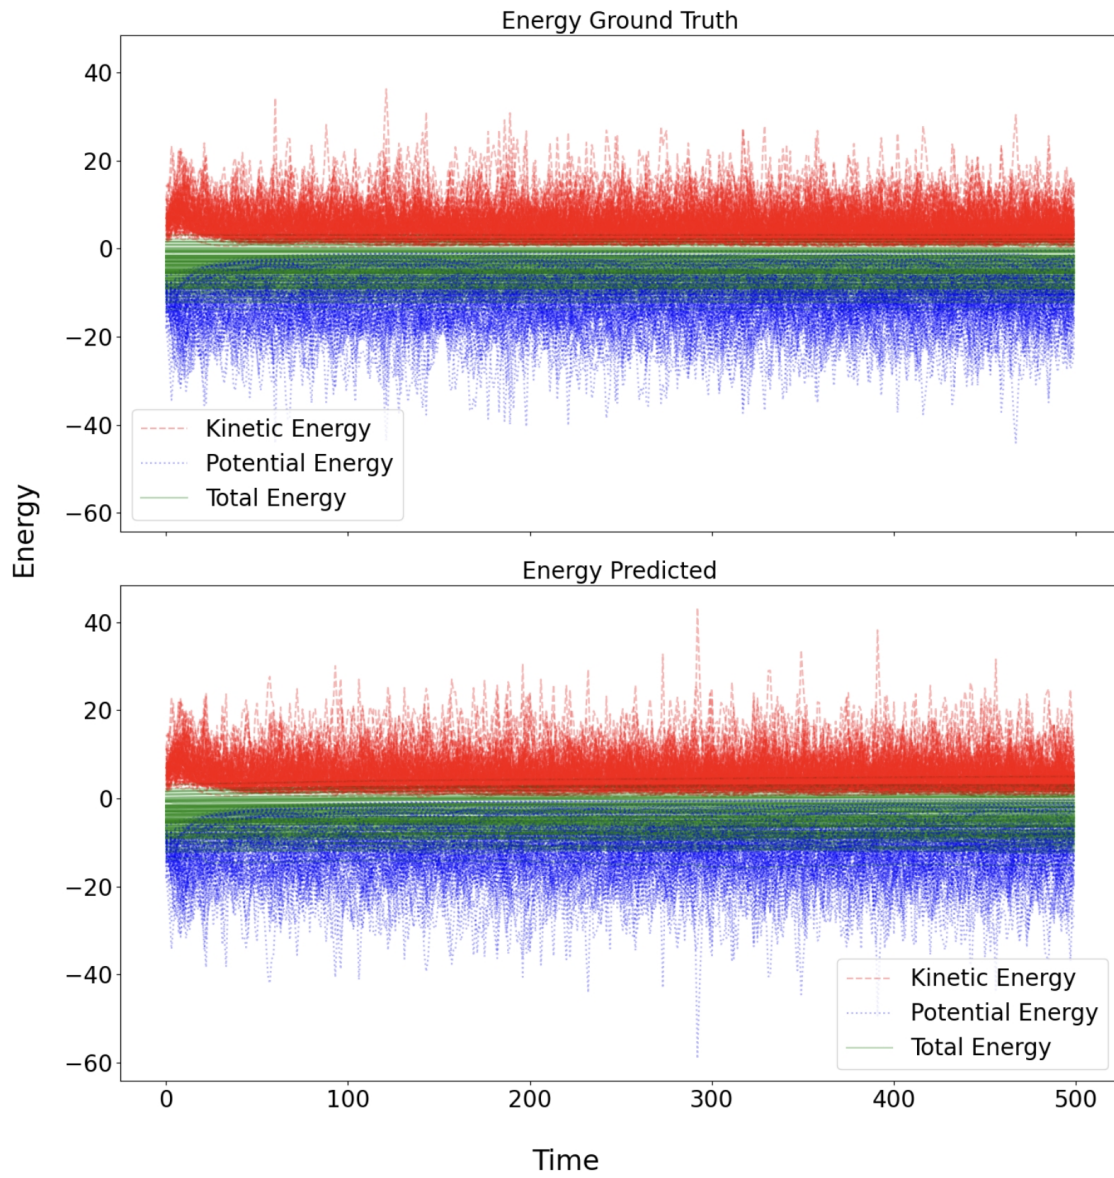 Energy Ground Truth
40
20
0
−20
−40
−60
Kinetic Energy
Potential Energy
Total Energy
Energy
Energy Predicted
40
20
0
−20
−40
−60
Kinetic Energy
Potential Energy
Total Energy
0 100 200 300 400 500
Time